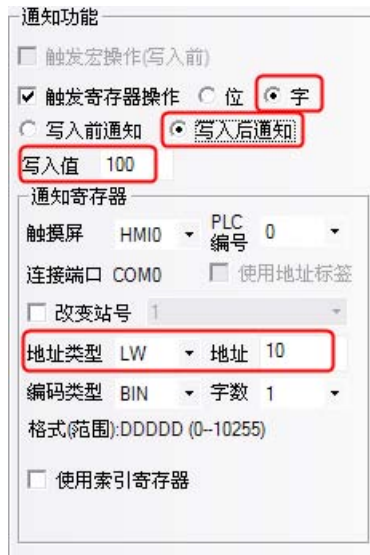 通知功能
触发宏操作(写入前)
触发寄存器操作 位 字
写入前通知 写入后通知
写入值 100
通知寄存器
触摸屏 HMI0 PLC编号 0
连接端口 COM0 使用地址标签
改变站号 1
地址类型 LW 地址 10
编码类型 BIN 字数 1
格式(范围):DDDDD (0--10255)
使用索引寄存器